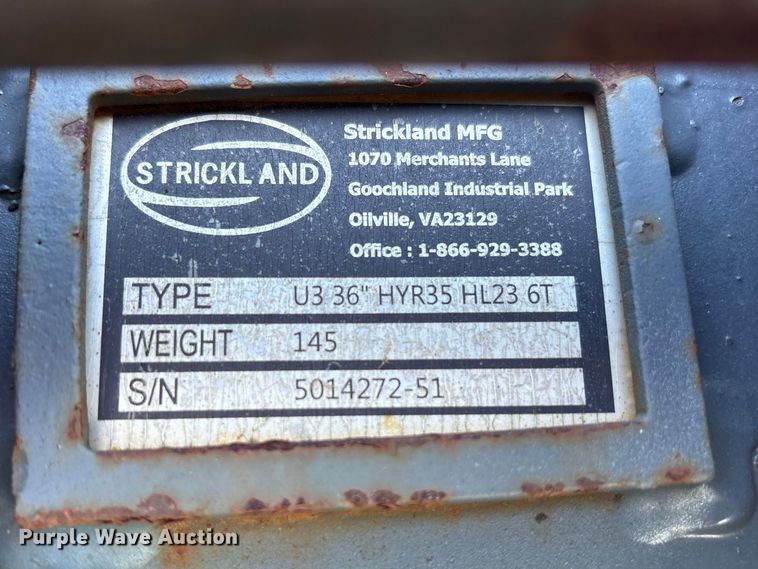 STRICKLAND
Strickland MFG
1070 Merchants Lane
Goochland Industrial Park
Oilville, VA23129
Office : 1-866-929-3388
TYPE U3 36" HYR35 HL23 6T
WEIGHT 145
S/N 5014272-51
Purple Wave Auction®